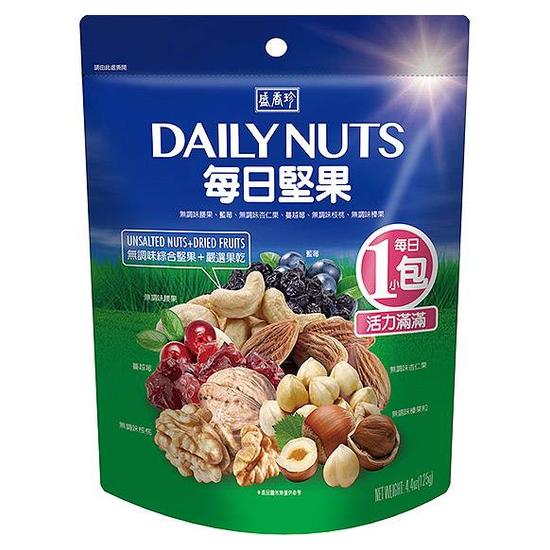 請由此處撕開
盛香珍
DAILY NUTS
每日堅果
無調味腰果、藍莓、無調味杏仁果、蔓越莓、無調味核桃、無調味榛果
UNSALTED NUTS+DRIED FRUITS
無調味綜合堅果+嚴選果乾
藍莓
每日
1小包
活力滿滿
無調味腰果
蔓越莓
無調味杏仁果
無調味核桃
無調味榛果粒
NET WEIGHT: 4.4oz(125g)